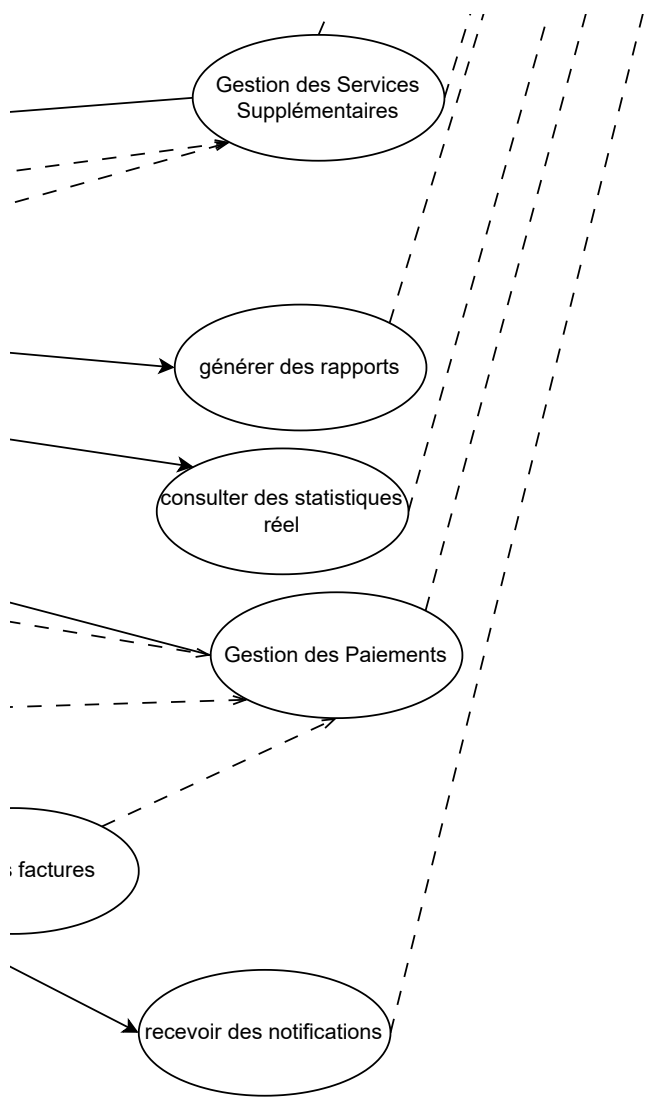 Gestion des Services
Supplémentaires
générer des rapports
consulter des statistiques
réel
Gestion des Paiements
factures
recevoir des notifications